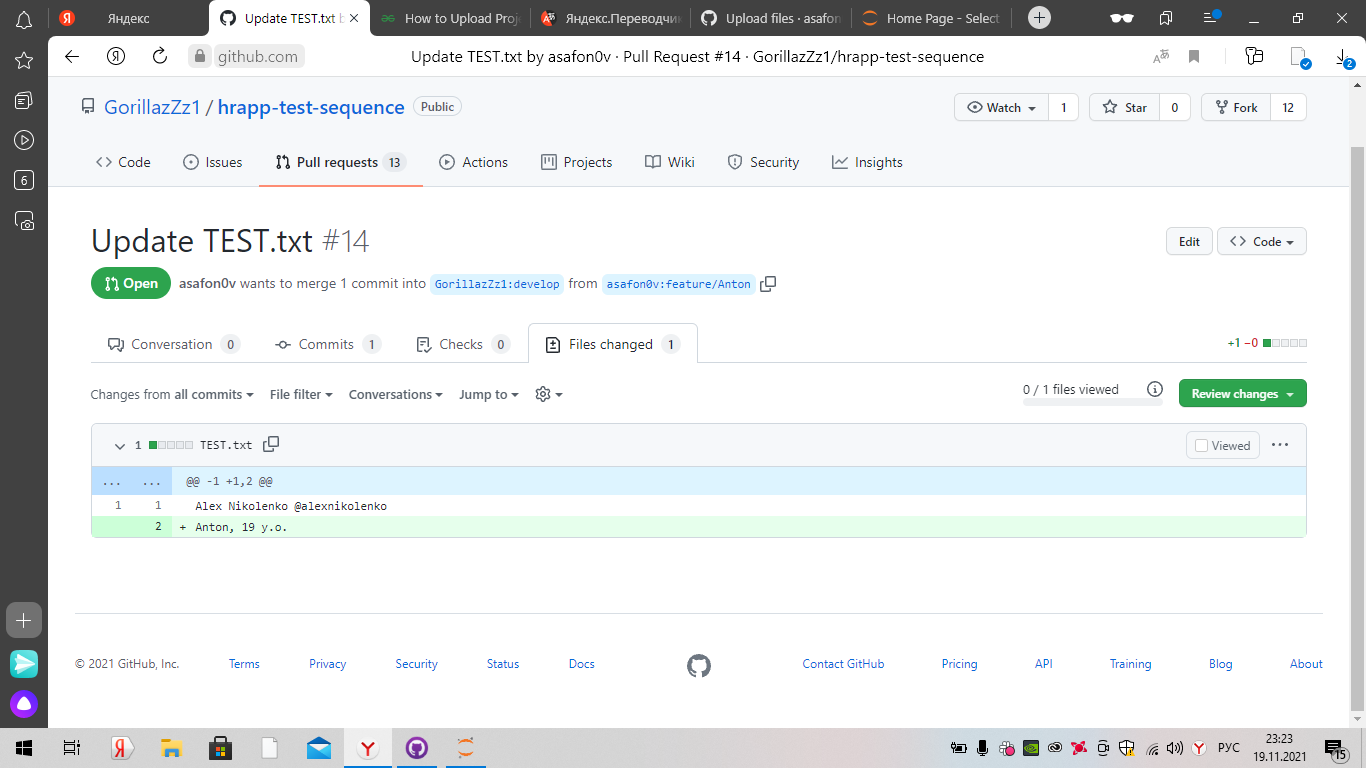 Яндекс
Update TEST.txt b
How to Upload Proj
Яндекс.Переводчик
Upload files · asafon
Home Page - Select
github.com
Update TEST.txt by asafon0v · Pull Request #14 · GorillazZz1/hrapp-test-sequence
2
6
GorillazZz1 / hrapp-test-sequence Public
Watch 1 Star 0 Fork 12
Code Issues Pull requests 13 Actions Projects Wiki Security Insights
Update TEST.txt #14
Edit Code
Open asafon0v wants to merge 1 commit into GorillazZz1:develop from asafon0v:feature/Anton
Conversation 0 Commits 1 Checks 0 Files changed 1 +1 −0
Changes from all commits File filter Conversations Jump to 0 / 1 files viewed Review changes
1 TEST.txt Viewed
... ... @@ -1 +1,2 @@
1 1 Alex Nikolenko @alexnikolenko
2 + Anton, 19 y.o.
© 2021 GitHub, Inc. Terms Privacy Security Status Docs Contact GitHub Pricing API Training Blog About
РУС
23:23
19.11.2021
15